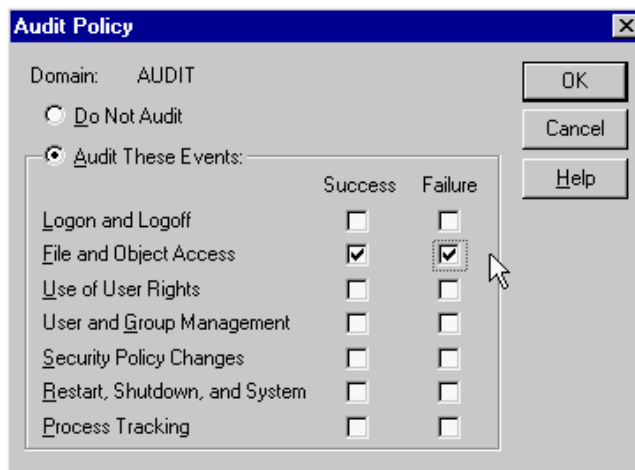 Audit Policy
Domain: AUDIT
OK
Do Not Audit
Cancel
Audit These Events:
Help
Success Failure
Logon and Logoff
File and Object Access
Use of User Rights
User and Group Management
Security Policy Changes
Restart, Shutdown, and System
Process Tracking